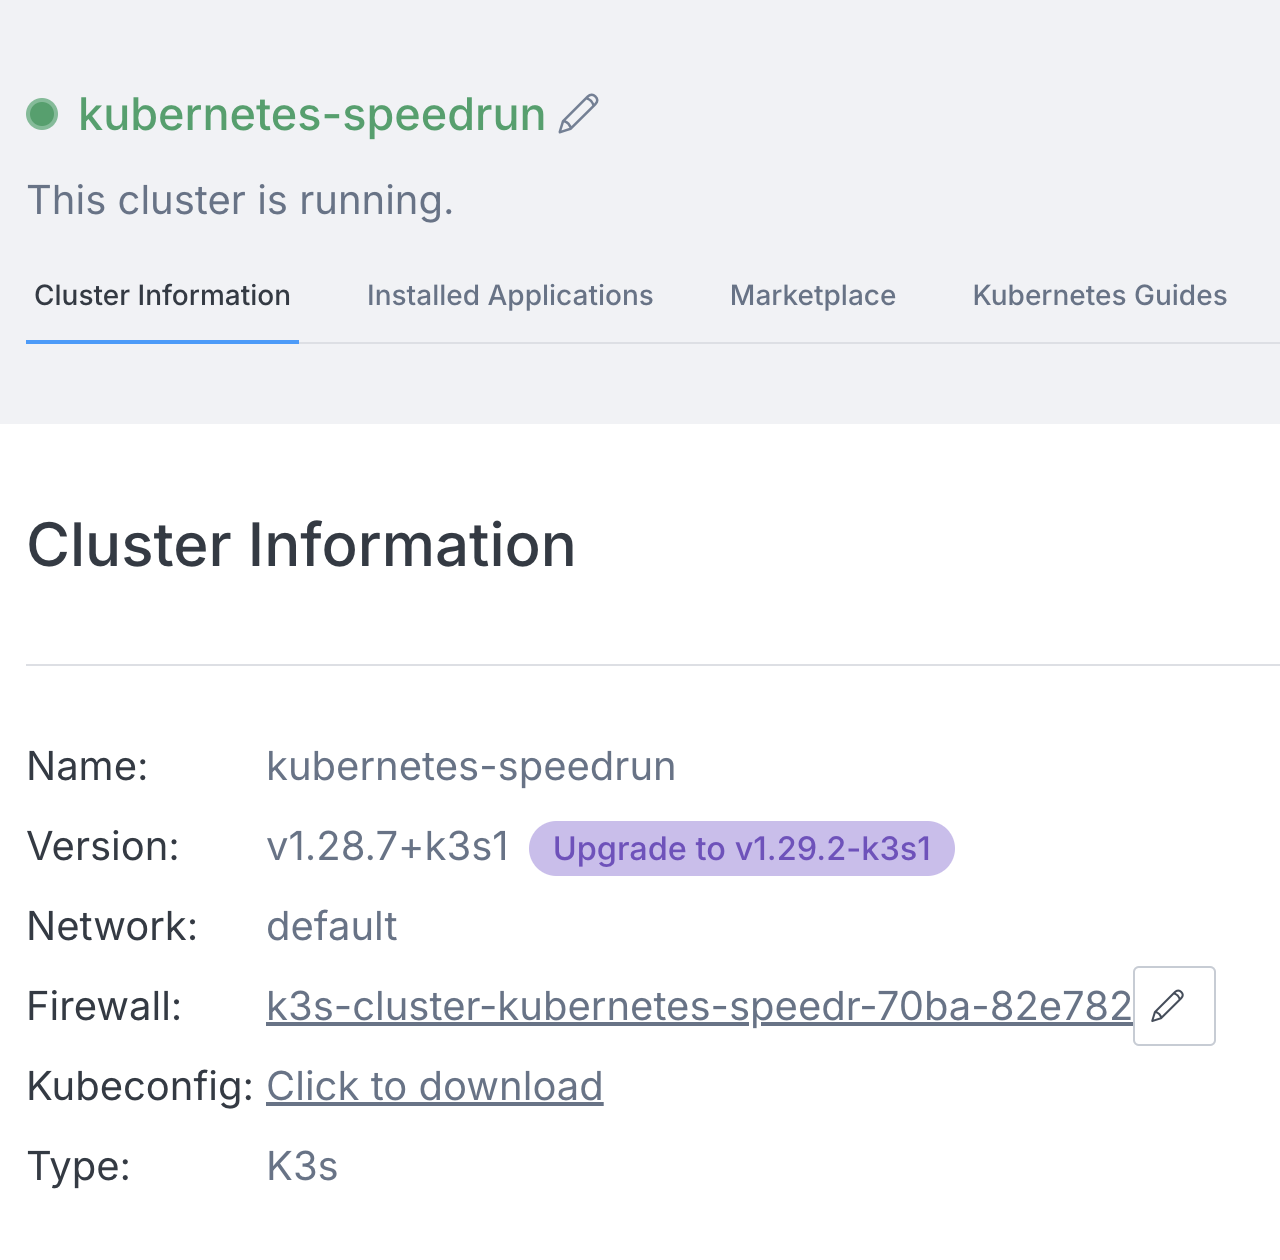 kubernetes-speedrun
This cluster is running.
Cluster Information Installed Applications Marketplace Kubernetes Guides
Cluster Information
Name: kubernetes-speedrun
Version: v1.28.7+k3s1 Upgrade to v1.29.2-k3s1
Network: default
Firewall: k3s-cluster-kubernetes-speedr-70ba-82e782
Kubeconfig: Click to download
Type: K3s